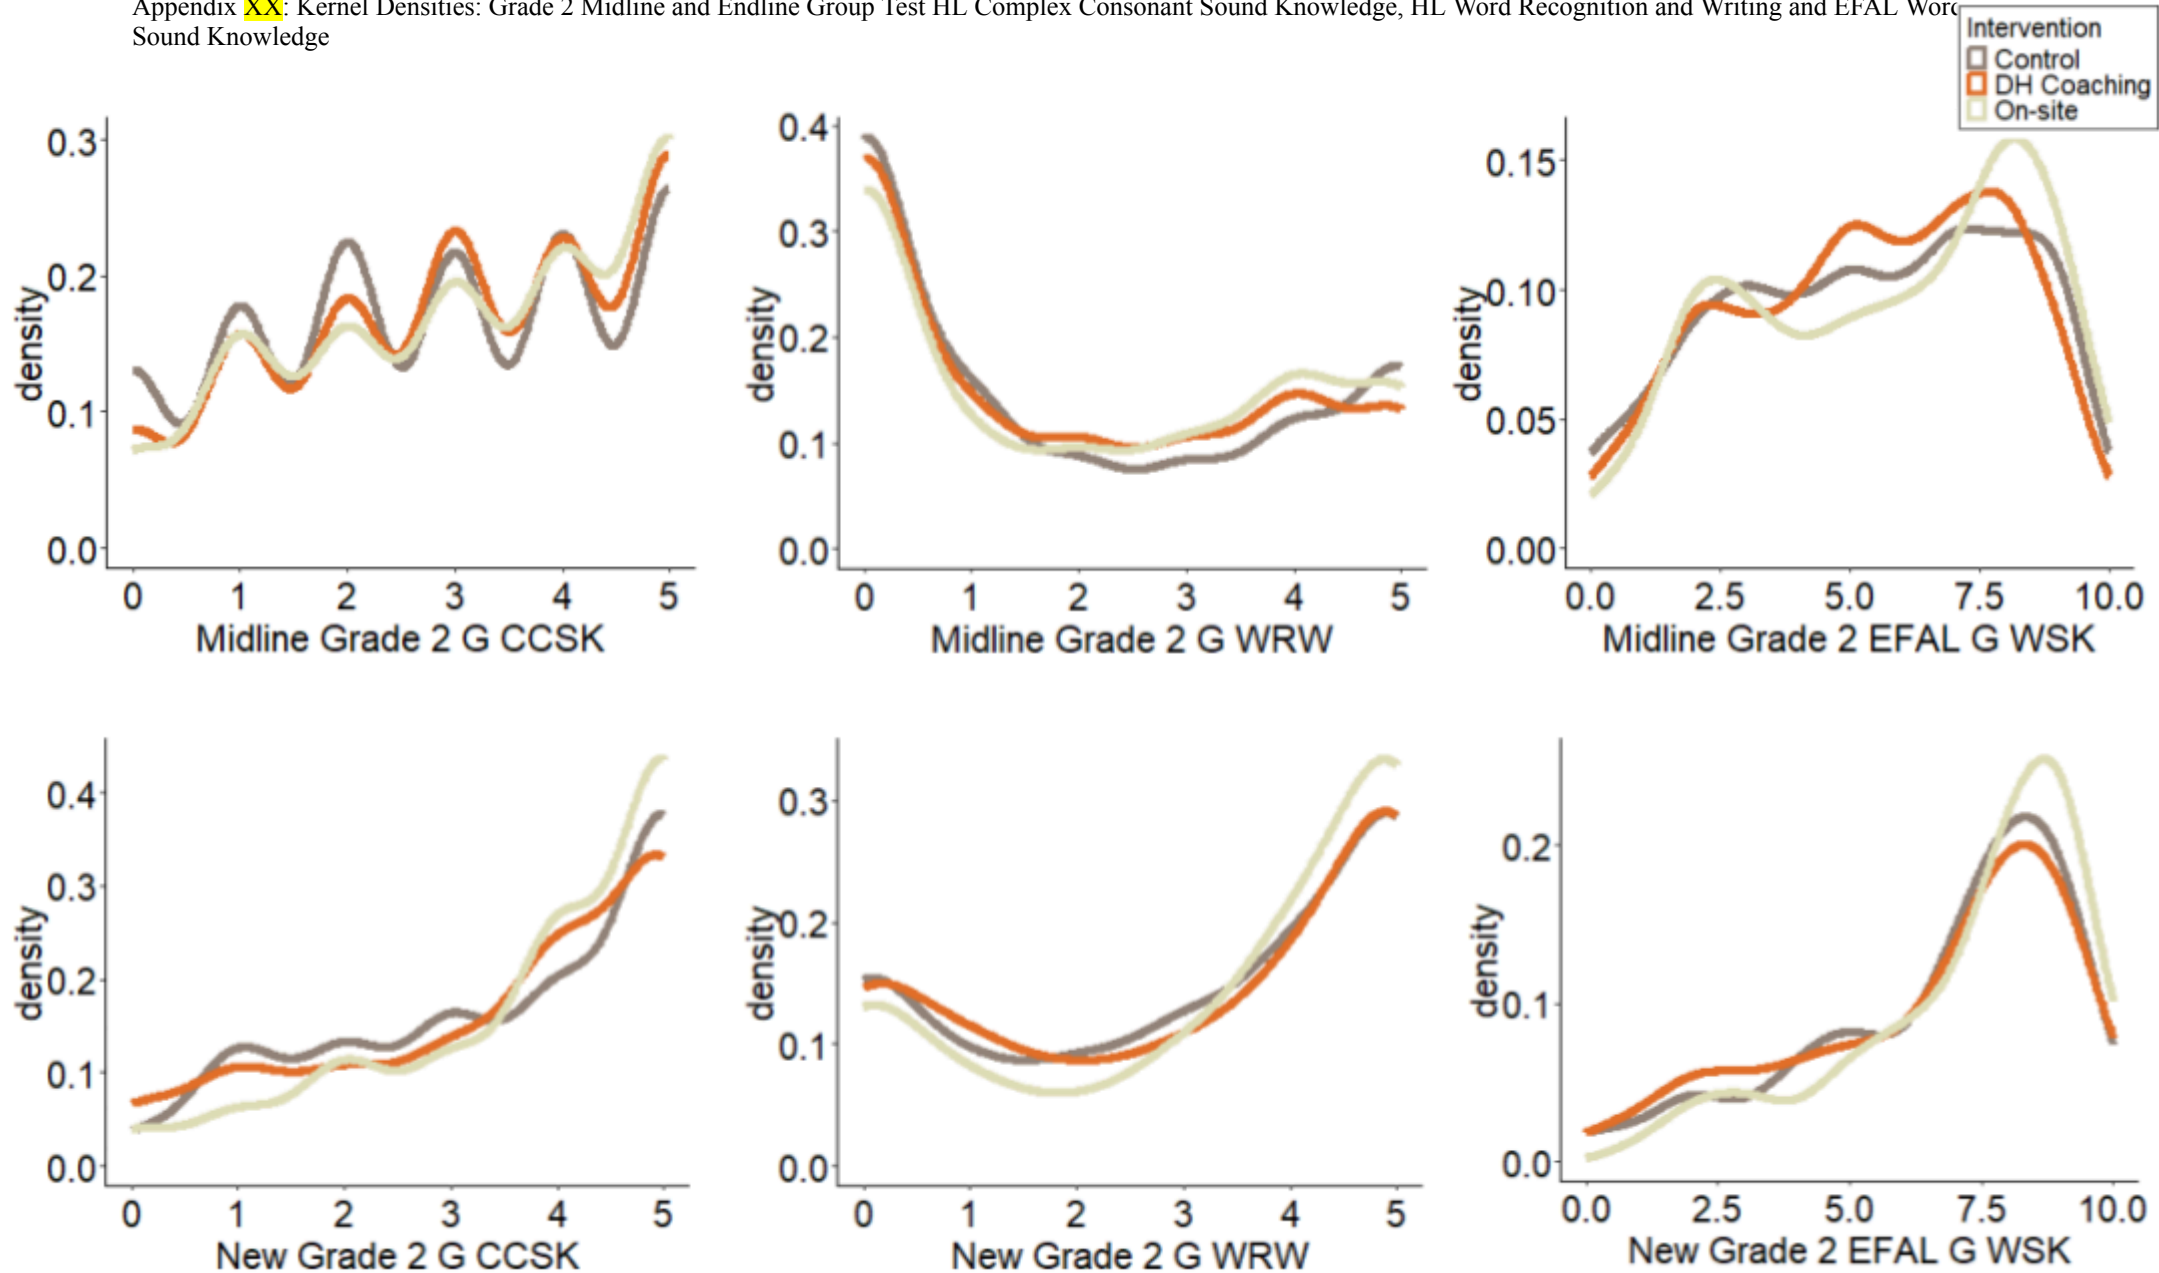 Appendix XX: Kernel Densities: Grade 2 Midline and Endline Group Test HL Complex Consonant Sound Knowledge, HL Word Recognition and Writing and EFAL Word
Sound Knowledge
Intervention
Control
DH Coaching
On-site
density
0.3
0.2
0.1
0.0
0 1 2 3 4 5
Midline Grade 2 G CCSK
density
0.4
0.3
0.2
0.1
0.0
0 1 2 3 4 5
Midline Grade 2 G WRW
density
0.15
0.10
0.05
0.00
0.0 2.5 5.0 7.5 10.0
Midline Grade 2 EFAL G WSK
density
0.4
0.3
0.2
0.1
0.0
0 1 2 3 4 5
New Grade 2 G CCSK
density
0.3
0.2
0.1
0.0
0 1 2 3 4 5
New Grade 2 G WRW
density
0.2
0.1
0.0
0.0 2.5 5.0 7.5 10.0
New Grade 2 EFAL G WSK